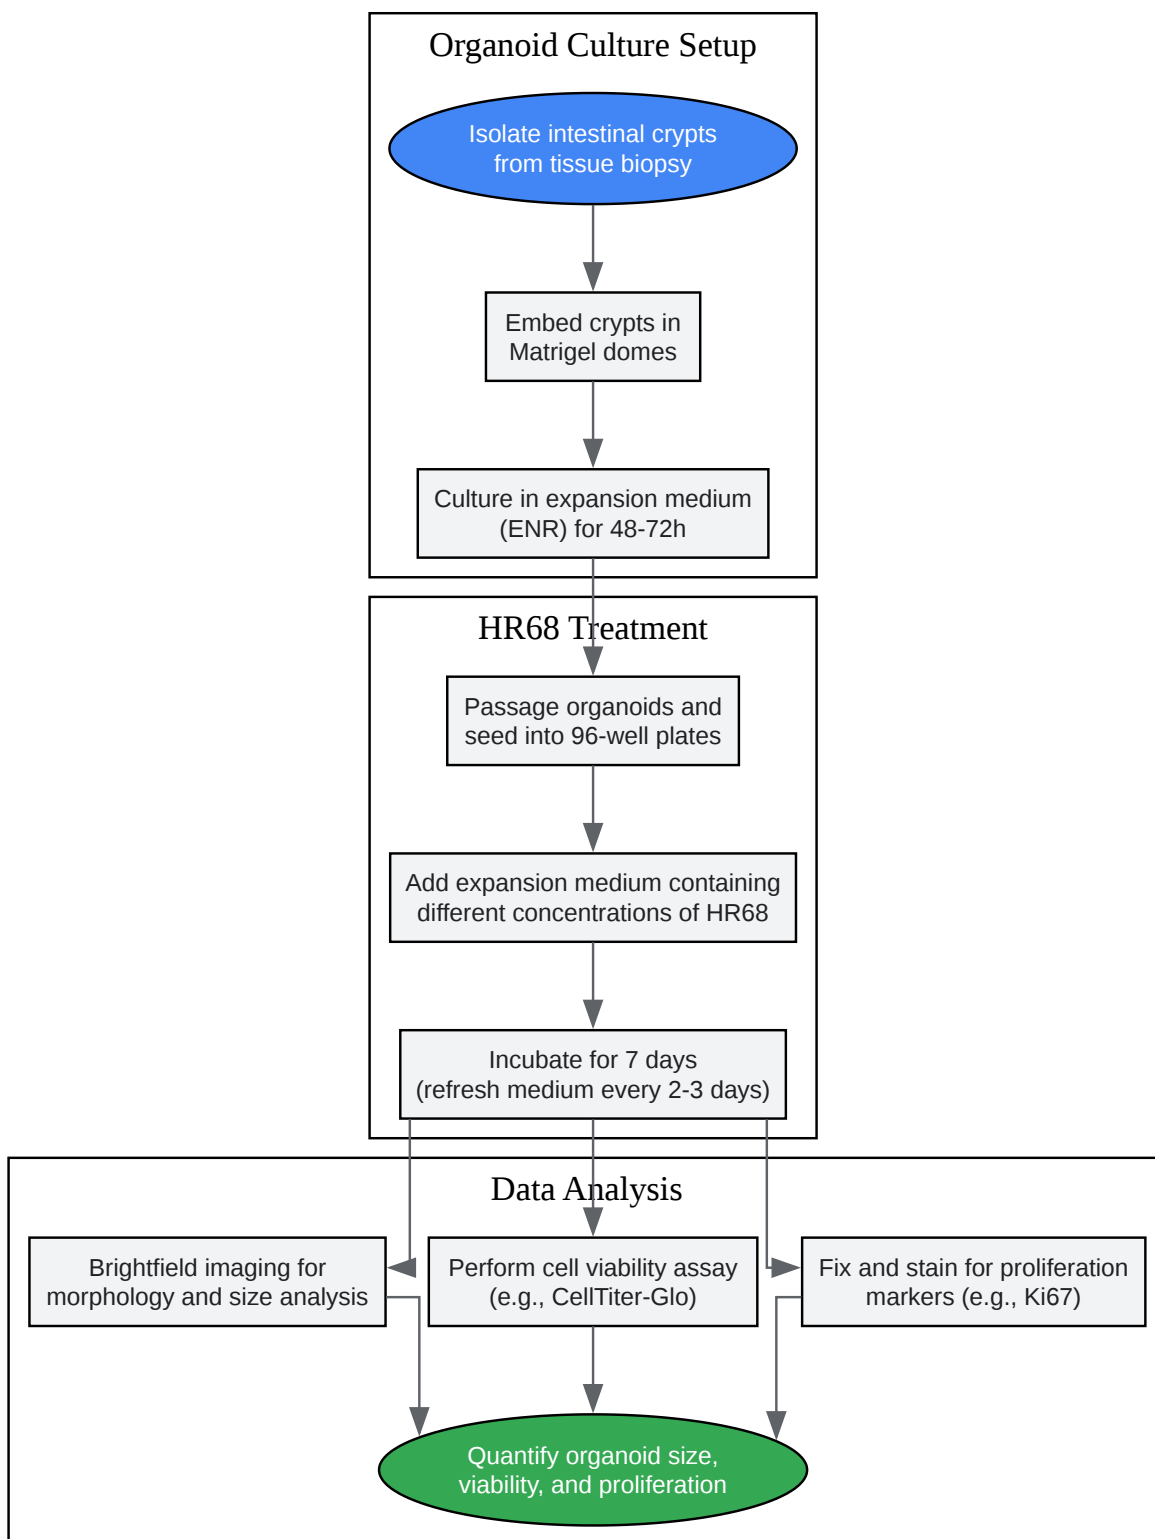 Organoid Culture Setup
Isolate intestinal crypts
from tissue biopsy
Embed crypts in
Matrigel domes
Culture in expansion medium
(ENR) for 48-72h
HR68 Treatment
Passage organoids and
seed into 96-well plates
Add expansion medium containing
different concentrations of HR68
Incubate for 7 days
(refresh medium every 2-3 days)
Data Analysis
Brightfield imaging for
morphology and size analysis
Perform cell viability assay
(e.g., CellTiter-Glo)
Fix and stain for proliferation
markers (e.g., Ki67)
Quantify organoid size,
viability, and proliferation